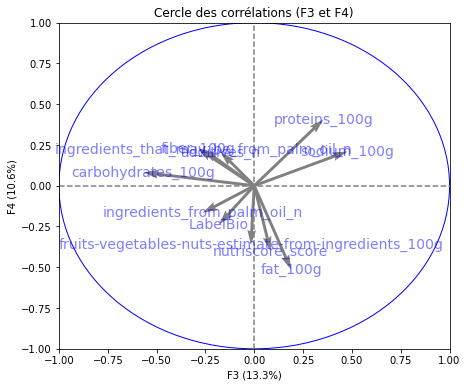 Cercle des corrélations (F3 et F4)
1.00
0.75
0.50
0.25
0.00
−0.25
−0.50
−0.75
−1.00
F4 (10.6%)
proteins_100g
sodium_100g
fiber_100g
additives_n
carbohydrates_100g
ingredients_from_palm_oil_n
LabelBio
fruits-vegetables-nuts-estimate-from-ingredients_100g
nutriscore_score
fat_100g
−1.00 −0.75 −0.50 −0.25 0.00 0.25 0.50 0.75 1.00
F3 (13.3%)